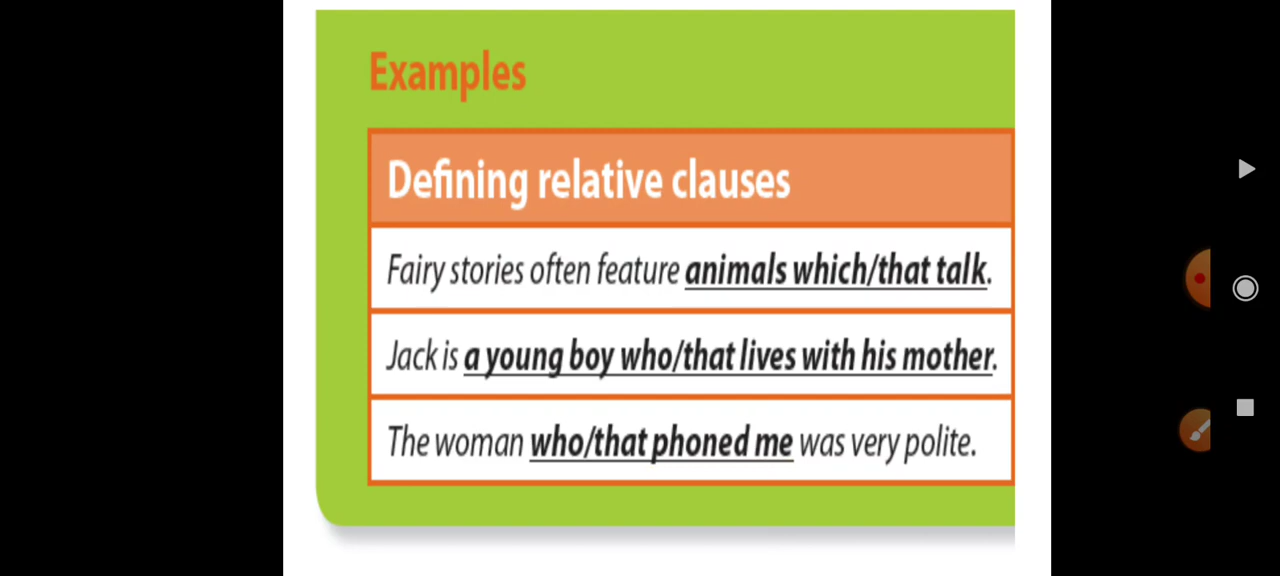 Examples
Defining relative clauses
Fairy stories often feature animals which/that talk.
Jack is a young boy who/that lives with his mother.
The woman who/that phoned me was very polite.